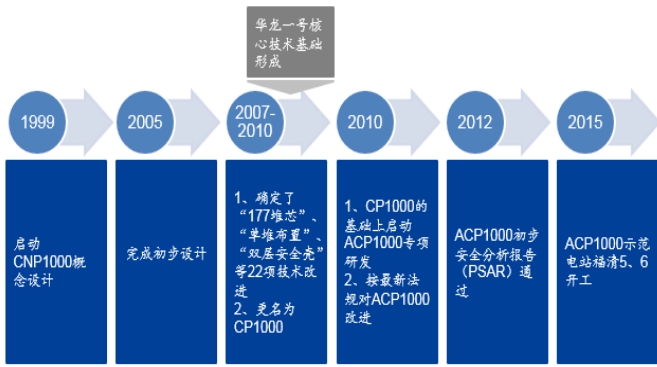 华龙一号核
心技术基础
形成
1999
2005
2007-
2010
2010
2012
2015
启动
CNP1000概
念设计
完成初步设计
1、确定了
“177堆芯”、
“单堆布置”、
“双层安全壳”
等22项技术改
进
2、更名为
CP1000
1、CP1000的
基础上启动
ACP1000专项
研发
2、按最新法
规对ACP1000
改进
ACP1000初步
安全分析报告
（PSAR）通
过
ACP1000示范
电站福清5、6
开工